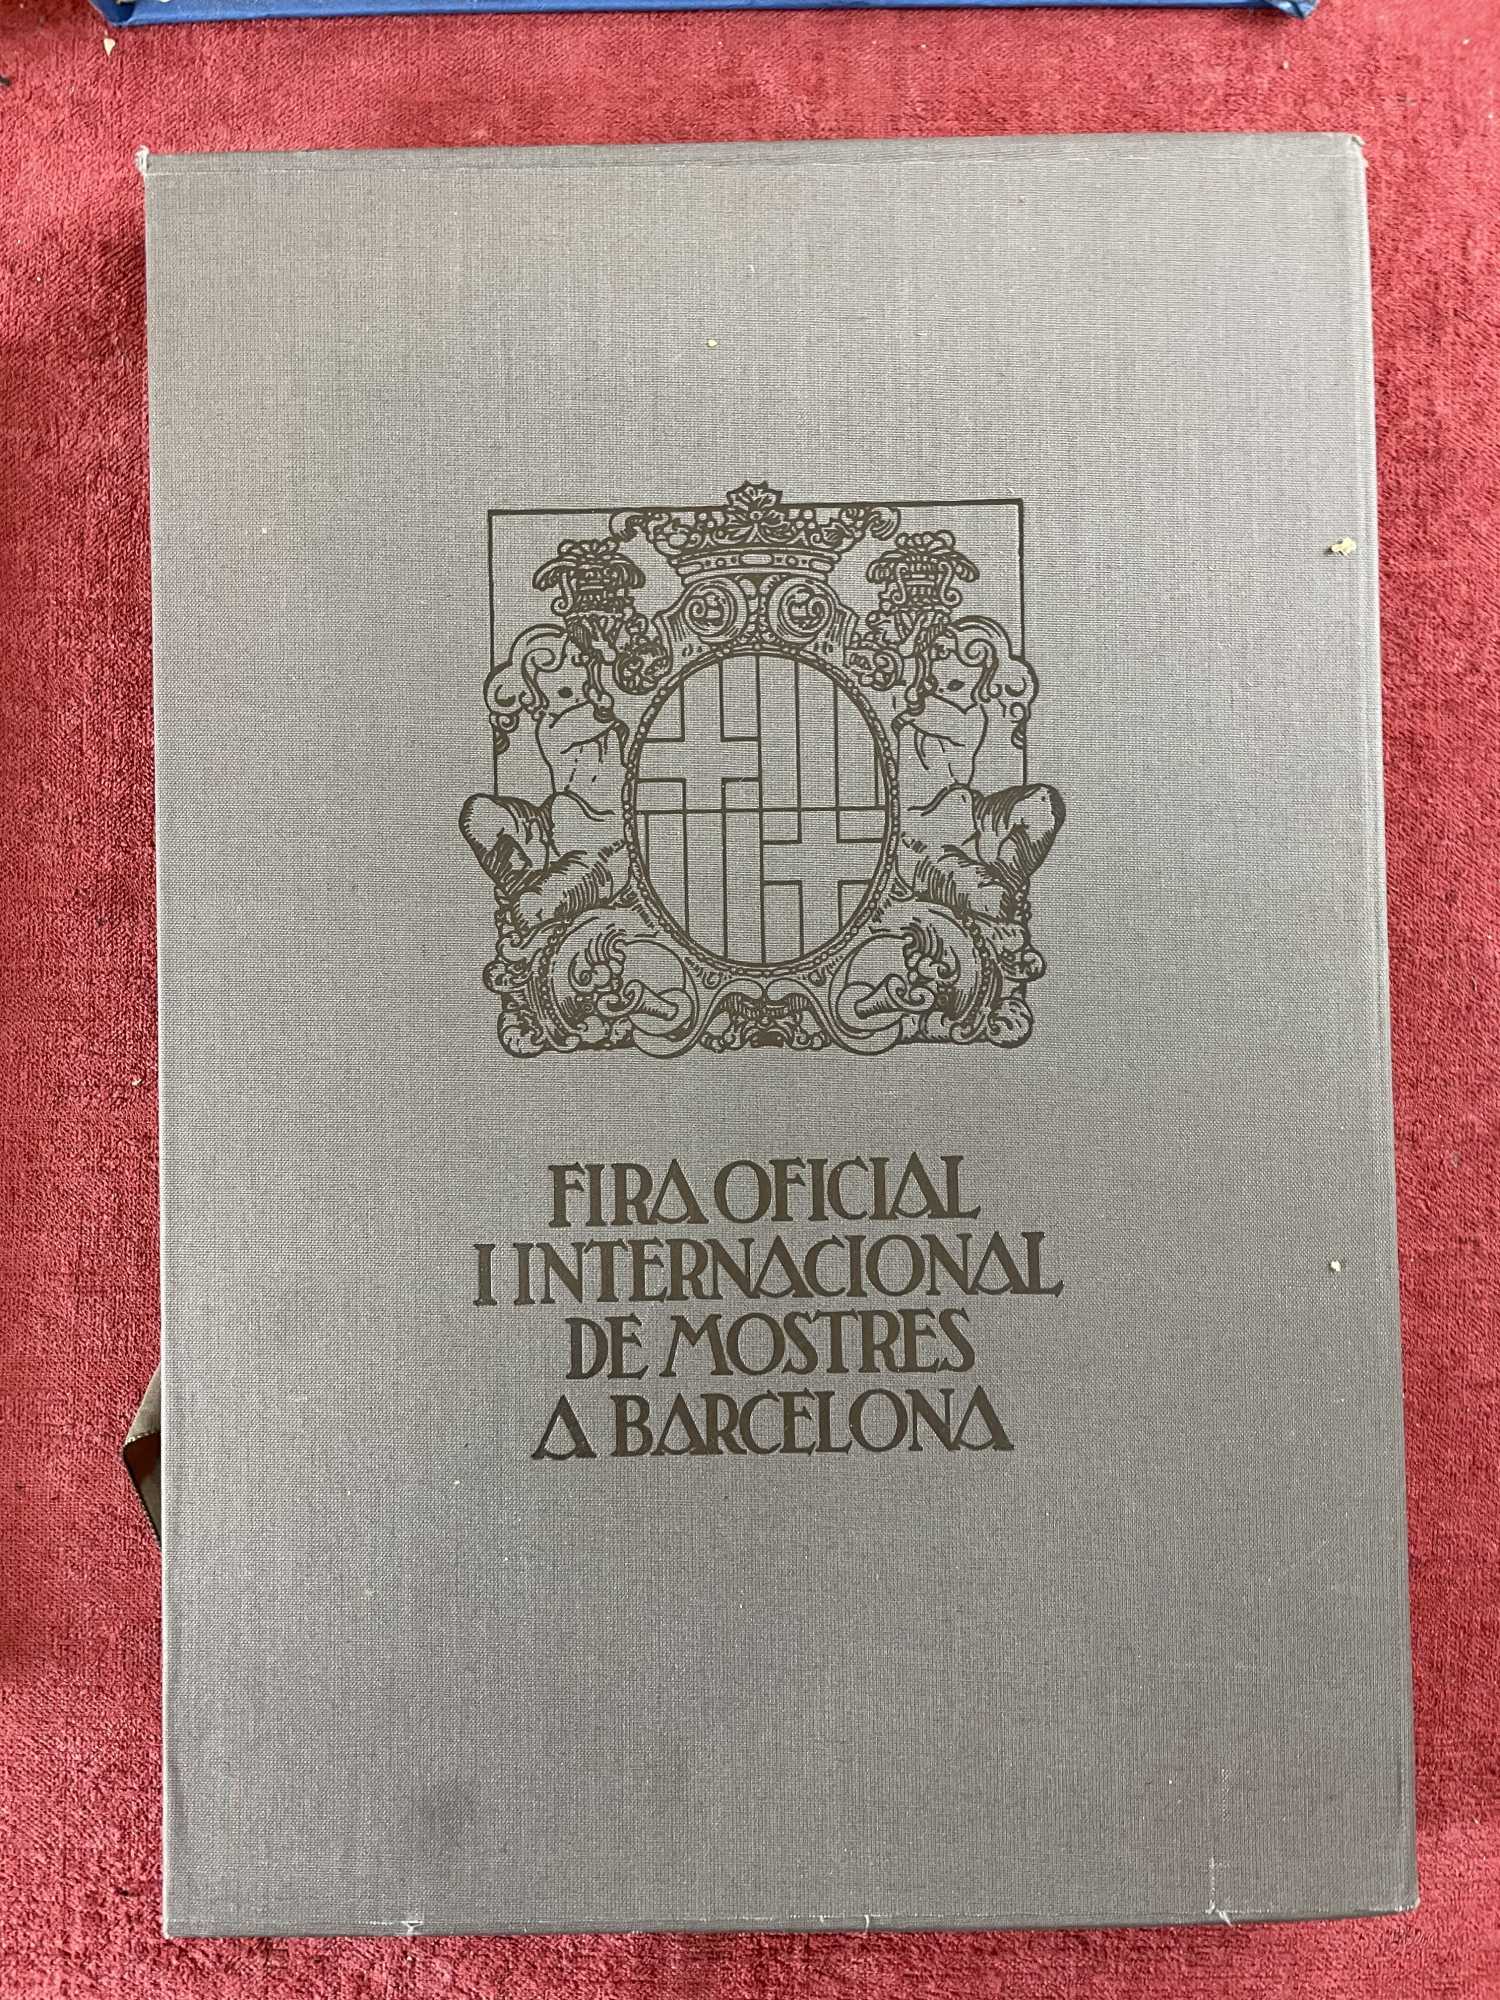 FIRA OFICIAL
I INTERNACIONAL
DE MOSTRES
A BARCELONA